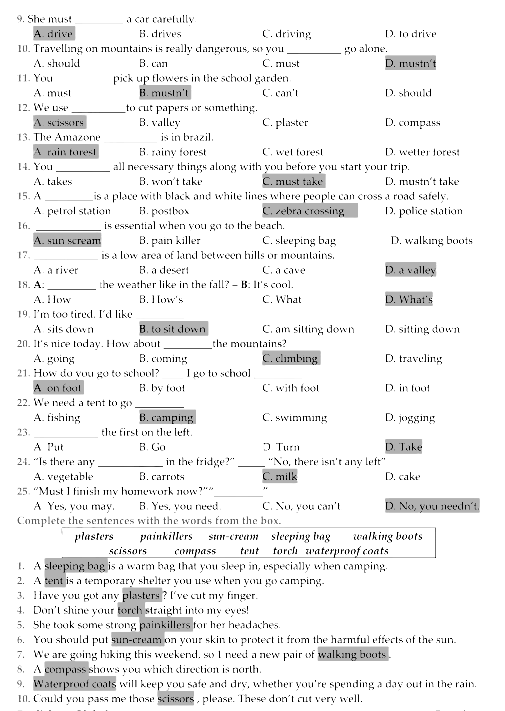 9. She must __________ a car carefully.
A. drive B. drives C. driving D. to drive
10. Travelling on mountains is really dangerous, so you __________ go alone.
A. should B. can C. must D. mustn't
11. You __________ pick up flowers in the school garden.
A. must B. mustn't C. can't D. should
12. We use __________to cut papers or something.
A. scissors B. valley C. plaster D. compass
13. The Amazone __________ is in brazil.
A. rain forest B. rainy forest C. wet forest D. wetter forest
14. You __________ all necessary things along with you before you start your trip.
A. takes B. won't take C. must take D. mustn't take
15. A __________is a place with black and white lines where people can cross a road safely.
A. petrol station B. postbox C. zebra crossing D. police station
16. __________ is essential when you go to the beach.
A. sun scream B. pain killer C. sleeping bag D. walking boots
17. __________ is a low area of land between hills or mountains.
A. a river B. a desert C. a cave D. a valley
18. A: __________ the weather like in the fall? – B: It's cool.
A. How B. How's C. What D. What's
19. I'm too tired. I'd like __________
A. sits down B. to sit down C. am sitting down D. sitting down
20. It's nice today. How about __________the mountains?
A. going B. coming C. climbing D. traveling
21. How do you go to school? ____ I go to school __________
A. on foot B. by foot C. with foot D. in foot
22. We need a tent to go __________
A. fishing B. camping C. swimming D. jogging
23. __________ the first on the left.
A. Put B. Go C. Turn D. Take
24. "Is there any __________ in the fridge?" ____ "No, there isn't any left"
A. vegetable B. carrots C. milk D. cake
25. "Must I finish my homework now?""__________"
A. Yes, you may. B. Yes, you need C. No, you can't D. No, you needn't.
Complete the sentences with the words from the box.
plasters painkillers sun-cream sleeping bag walking boots
scissors compass tent torch waterproof coats
1. A sleeping bag is a warm bag that you sleep in, especially when camping.
2. A tent is a temporary shelter you use when you go camping.
3. Have you got any plasters ? I've cut my finger.
4. Don't shine your torch straight into my eyes!
5. She took some strong painkillers for her headaches.
6. You should put sun-cream on your skin to protect it from the harmful effects of the sun.
7. We are going hiking this weekend, so I need a new pair of walking boots .
8. A compass shows you which direction is north.
9. Waterproof coats will keep you safe and dry, whether you're spending a day out in the rain.
10. Could you pass me those scissors , please. These don't cut very well.